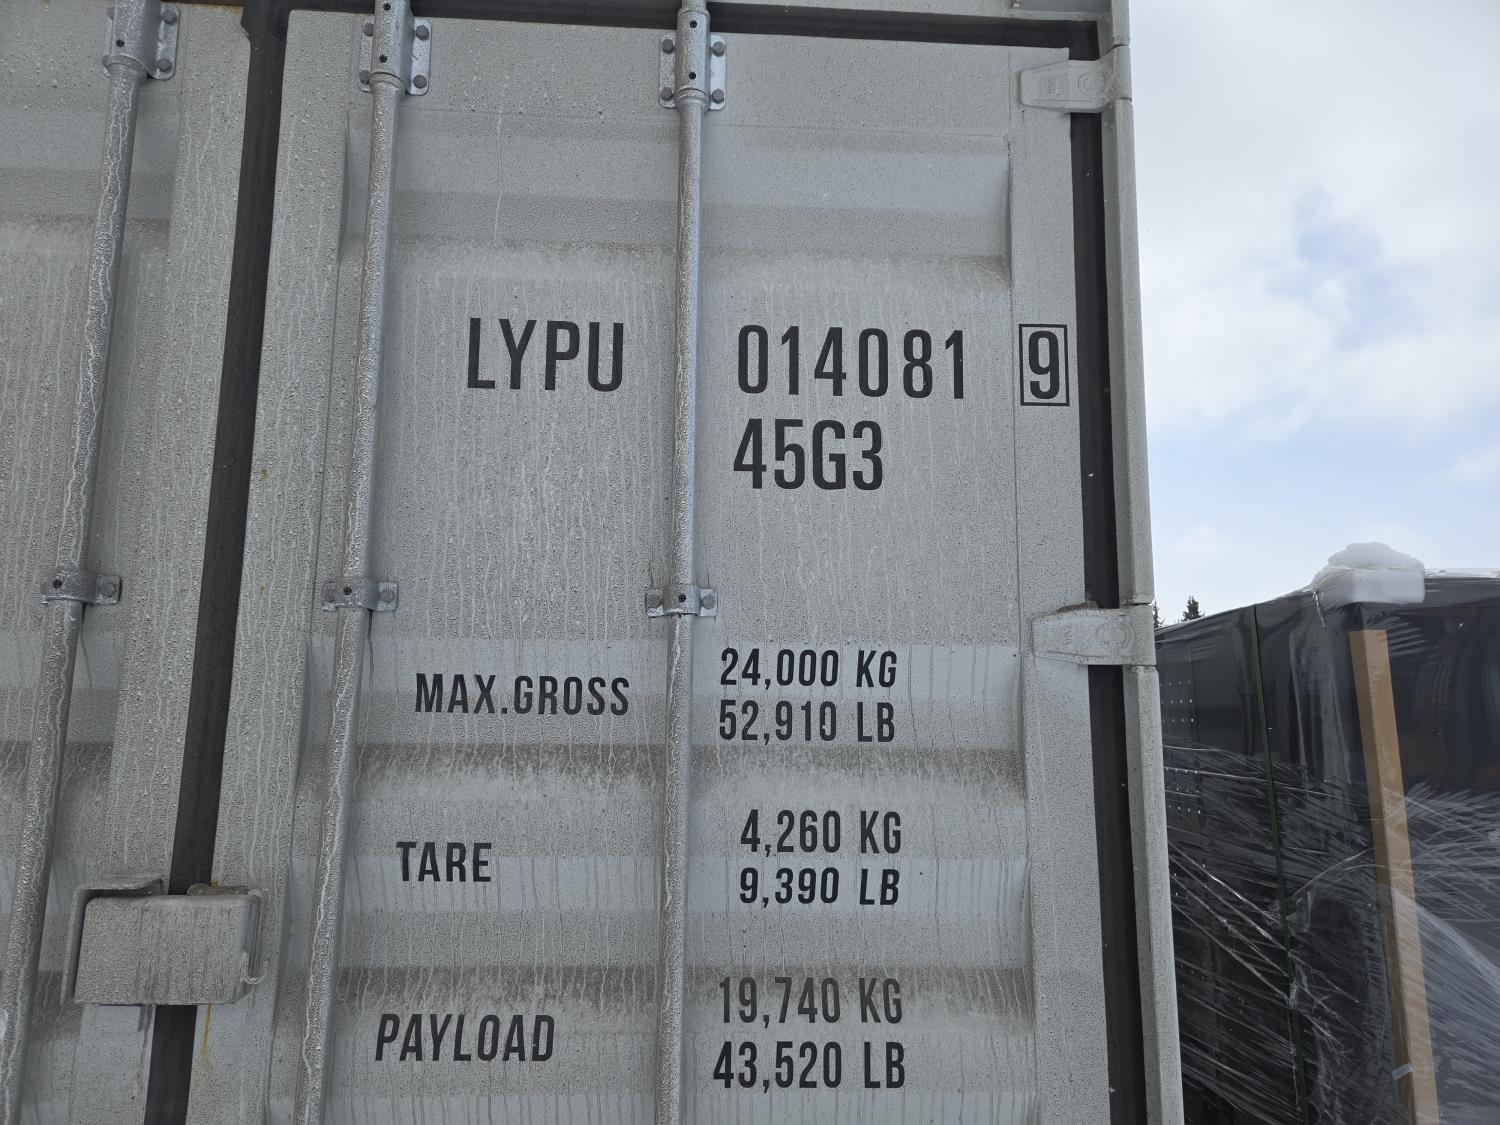 LYPU 014081 9
45G3
MAX.GROSS 24,000 KG
52,910 LB
TARE 4,260 KG
9,390 LB
PAYLOAD 19,740 KG
43,520 LB